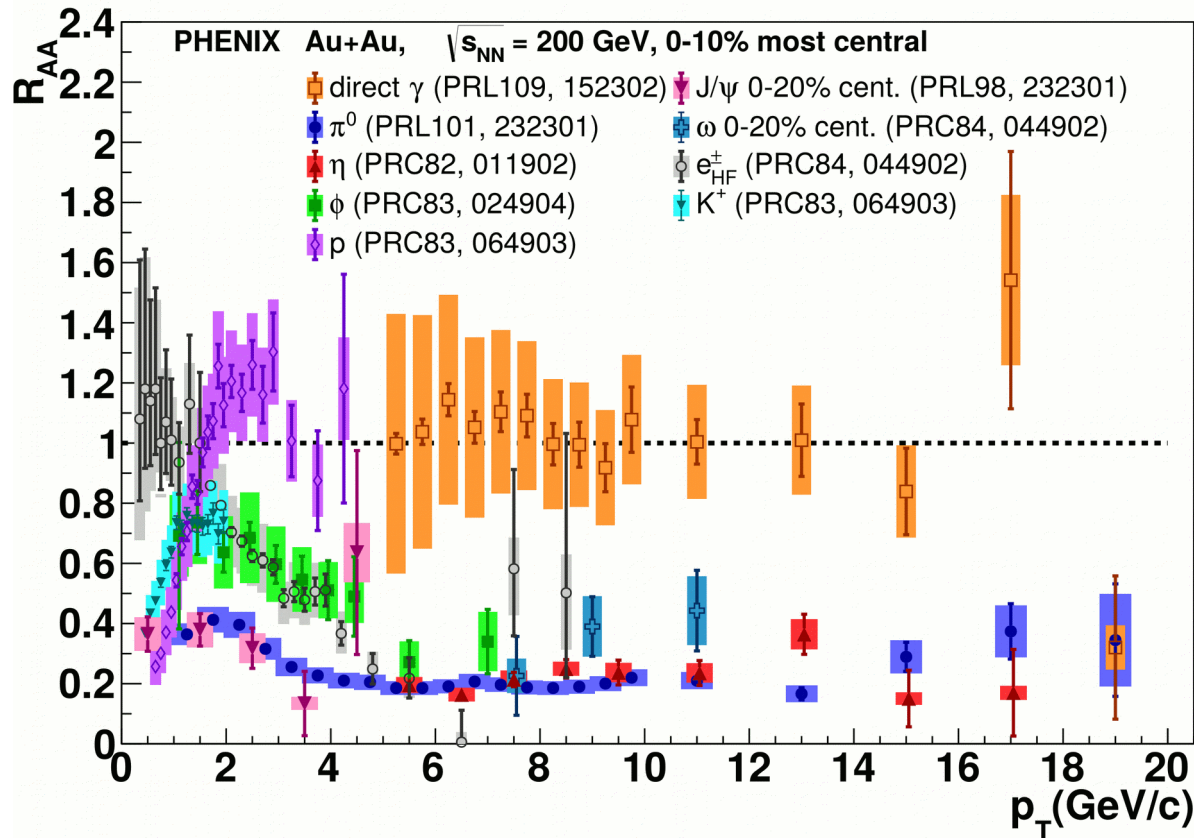 R_AA
2.4
2.2
2
1.8
1.6
1.4
1.2
1
0.8
0.6
0.4
0.2
0
PHENIX Au+Au, √s_NN = 200 GeV, 0-10% most central
direct γ (PRL109, 152302)
π⁰ (PRL101, 232301)
η (PRC82, 011902)
ϕ (PRC83, 024904)
p (PRC83, 064903)
J/ψ 0-20% cent. (PRL98, 232301)
ω 0-20% cent. (PRC84, 044902)
e±HF (PRC84, 044902)
K⁺ (PRC83, 064903)
0 2 4 6 8 10 12 14 16 18 20
p_T(GeV/c)